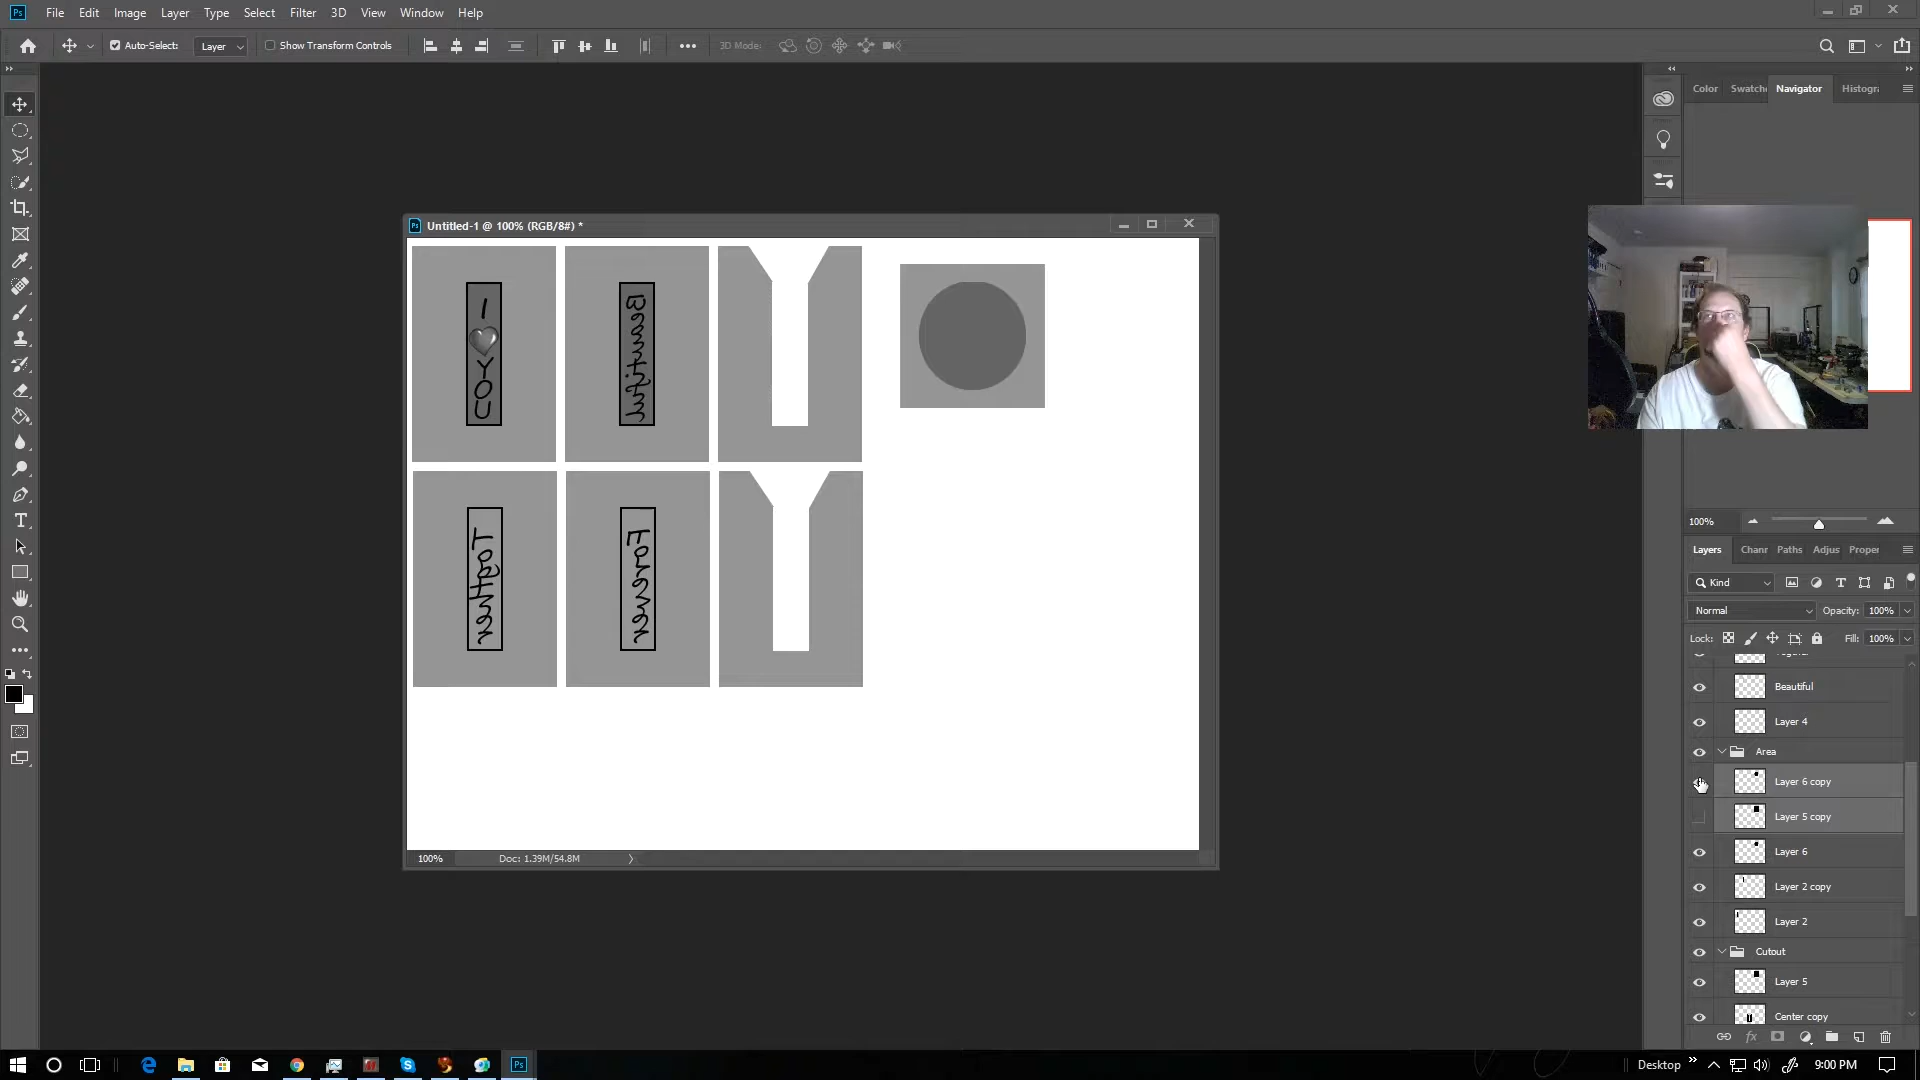 Ps File Edit Image Layer Type Select Filter 3D View Window Help
Auto-Select: Layer Show Transform Controls 3D Mode:
Color Swatch Navigator Histogr
Ps Untitled-1 @ 100% (RGB/8#) *
I
YOU
Beautiful
Together
Forever
100% Doc: 1.39M/54.8M
100%
Layers Chann Paths Adjus Proper
Kind
Normal Opacity: 100%
Lock: Fill: 100%
Beautiful
Layer 4
Area
Layer 6 copy
Layer 5 copy
Layer 6
Layer 2 copy
Layer 2
Cutout
Layer 5
Center copy
Desktop 9:00 PM